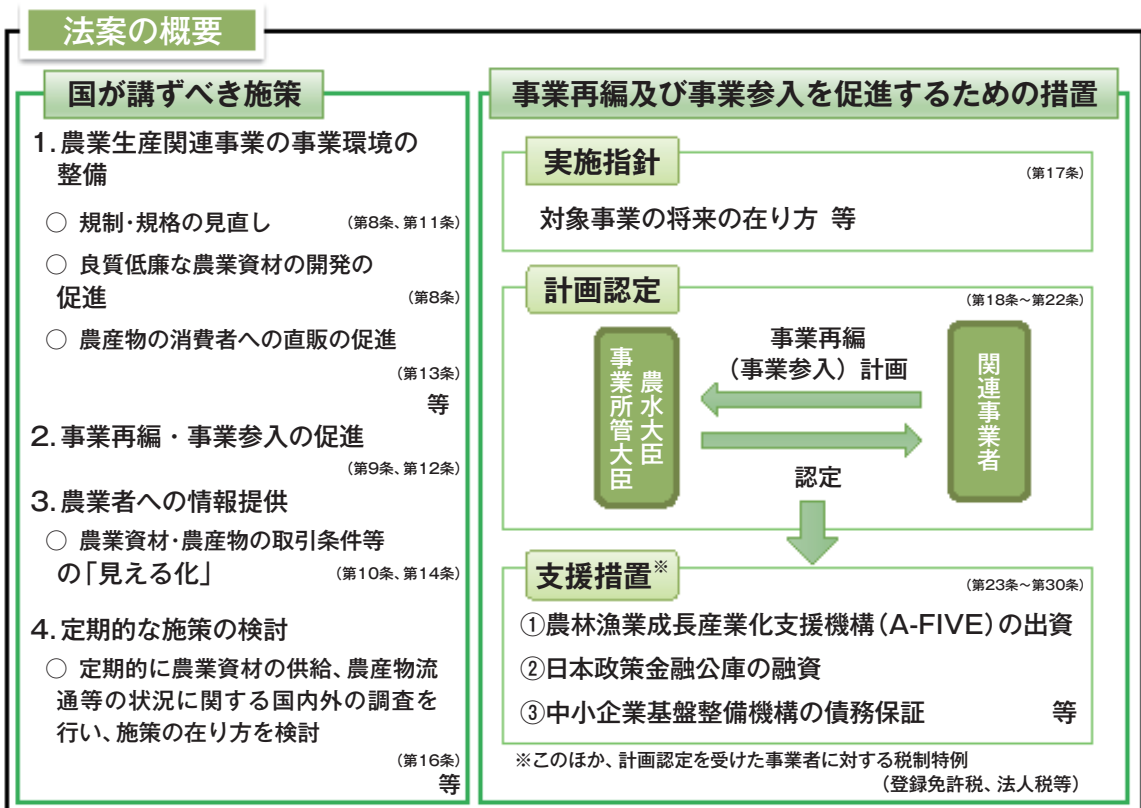 法案の概要
国が講ずべき施策
1.農業生産関連事業の事業環境の
整備
○ 規制・規格の見直し (第8条、第11条)
○ 良質低廉な農業資材の開発の
促進 (第8条)
○ 農産物の消費者への直販の促進
(第13条)
等
2.事業再編・事業参入の促進
(第9条、第12条)
3.農業者への情報提供
○ 農業資材・農産物の取引条件等
の「見える化」 (第10条、第14条)
4.定期的な施策の検討
○ 定期的に農業資材の供給、農産物流
通等の状況に関する国内外の調査を
行い、施策の在り方を検討
(第16条)
等
事業再編及び事業参入を促進するための措置
実施指針
(第17条)
対象事業の将来の在り方 等
計画認定
(第18条~第22条)
農水大臣
事業所管大臣
事業再編
(事業参入)計画
認定
関連事業者
支援措置※
(第23条~第30条)
①農林漁業成長産業化支援機構(A-FIVE)の出資
②日本政策金融公庫の融資
③中小企業基盤整備機構の債務保証 等
※このほか、計画認定を受けた事業者に対する税制特例
(登録免許税、法人税等)